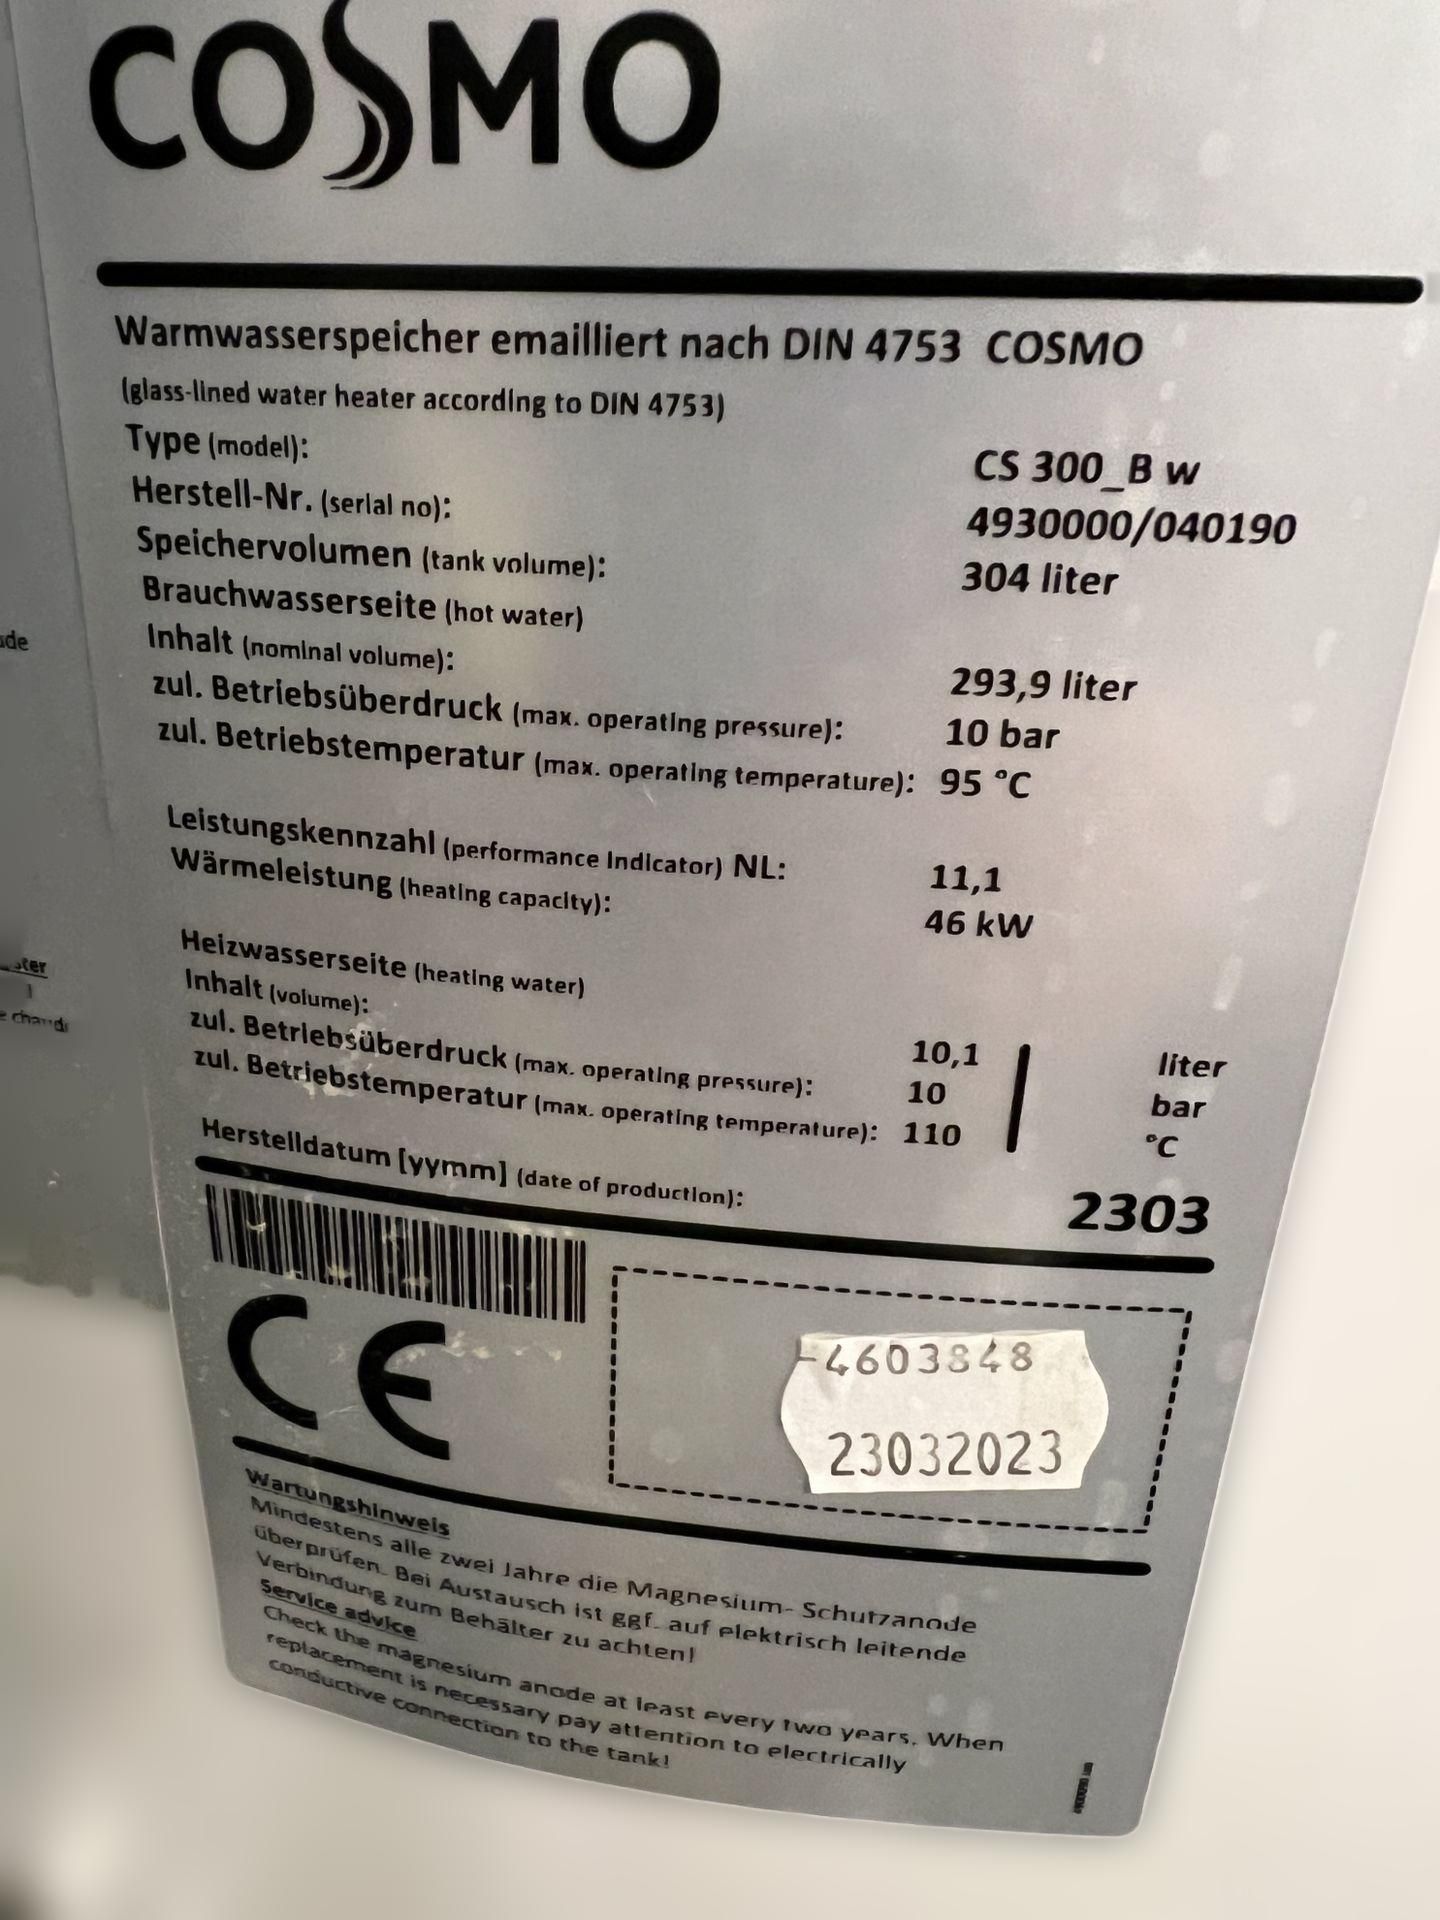 COSMO
Warmwasserspeicher emailliert nach DIN 4753 COSMO
(glass-lined water heater according to DIN 4753)
Type (model): CS 300_B w
Herstell-Nr. (serial no): 4930000/040190
Speichervolumen (tank volume): 304 liter
Brauchwasserseite (hot water)
Inhalt (nominal volume): 293,9 liter
zul. Betriebsüberdruck (max. operating pressure): 10 bar
zul. Betriebstemperatur (max. operating temperature): 95 °C
Leistungskennzahl (performance indicator) NL: 11,1
Wärmeleistung (heating capacity): 46 kW
Heizwasserseite (heating water)
Inhalt (volume): 10,1 | liter
zul. Betriebsüberdruck (max. operating pressure): 10 | bar
zul. Betriebstemperatur (max. operating temperature): 110 | °C
Herstelldatum [yymm] (date of production): 2303
CE
4603848
23032023
Wartungshinweis
Mindestens alle zwei Jahre die Magnesium- Schutzanode
überprüfen. Bei Austausch ist ggf. auf elektrisch leitende
Verbindung zum Behälter zu achten!
Service advice
Check the magnesium anode at least every two years. When
replacement is necessary pay attention to electrically
conductive connection to the tank!